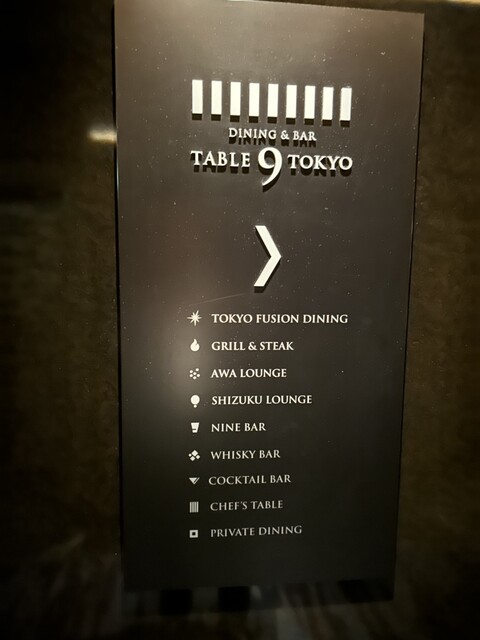 DINING & BAR
TABLE 9 TOKYO
TOKYO FUSION DINING
GRILL & STEAK
AWA LOUNGE
SHIZUKU LOUNGE
NINE BAR
WHISKY BAR
COCKTAIL BAR
CHEF'S TABLE
PRIVATE DINING